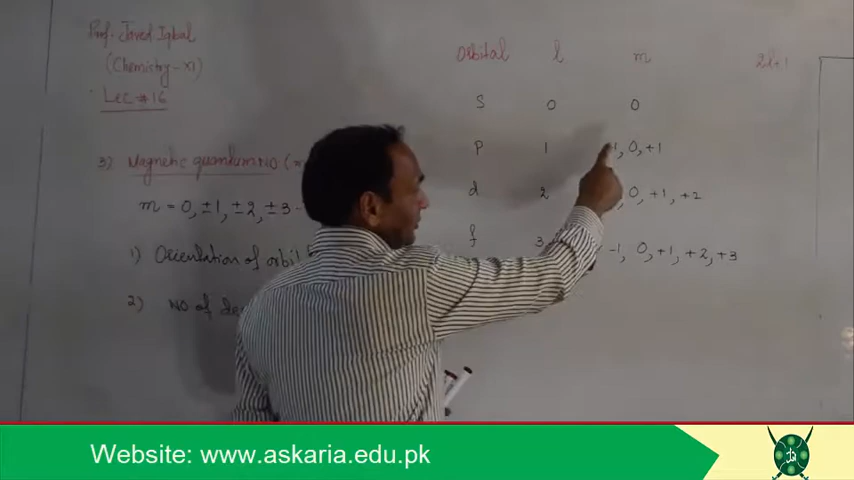 Prof. Javed Iqbal
(Chemistry-XI)
Lec # 16
3) Magnetic quantum NO
m = 0, ±1, ±2, ±3
1) Orientation of
2) NO of
Orbital l m 2l+1
S 0 0
p 1 0, +1
d 2 0, +1, +2
f 3 -1, 0, +1, +2, +3
Website: www.askaria.edu.pk